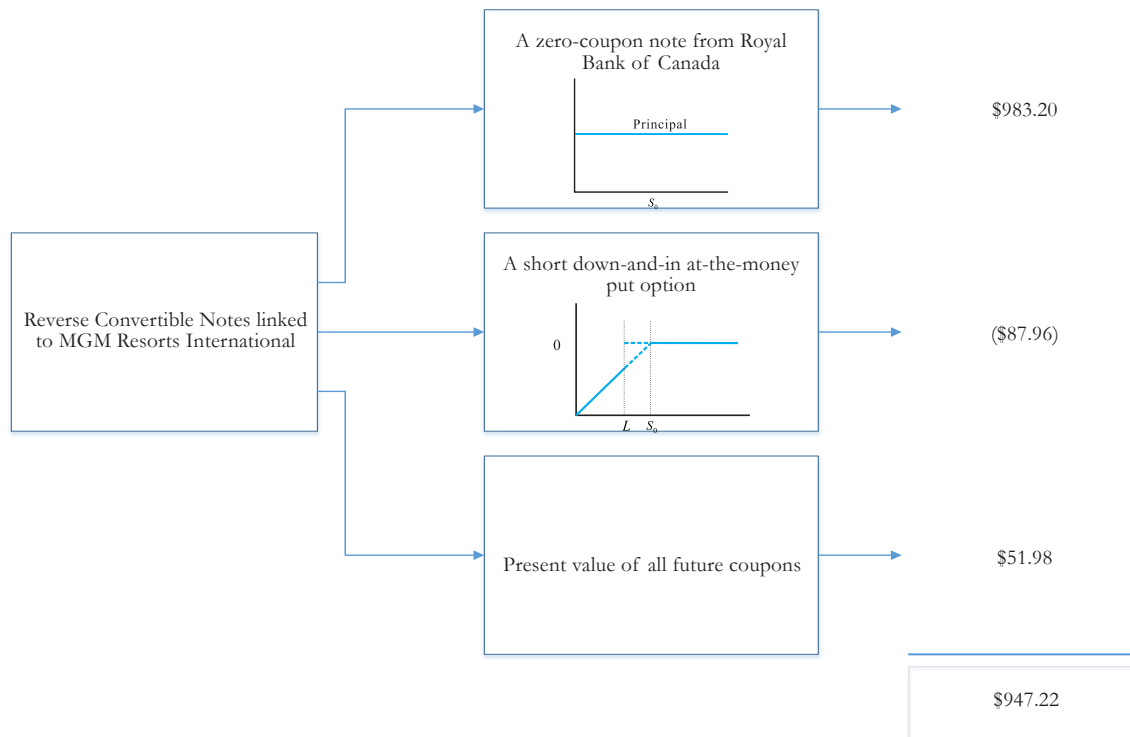 A zero-coupon note from Royal
Bank of Canada
Principal
S₀
$983.20
Reverse Convertible Notes linked
to MGM Resorts International
A short down-and-in at-the-money
put option
0
L S₀
($87.96)
Present value of all future coupons
$51.98
$947.22